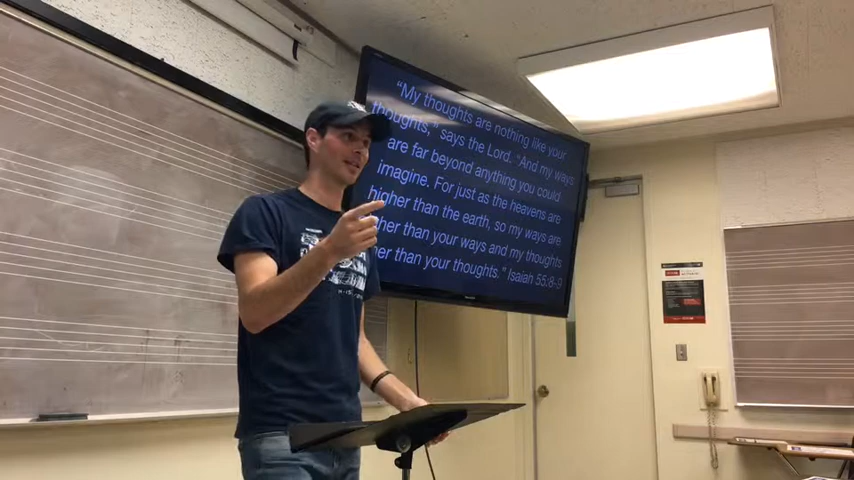 “My thoughts are nothing like your
thoughts,” says the Lord. “And my ways
are far beyond anything you could
imagine. For just as the heavens are
higher than the earth, so my ways are
higher than your ways and my thoughts
higher than your thoughts.” Isaiah 55:8-9